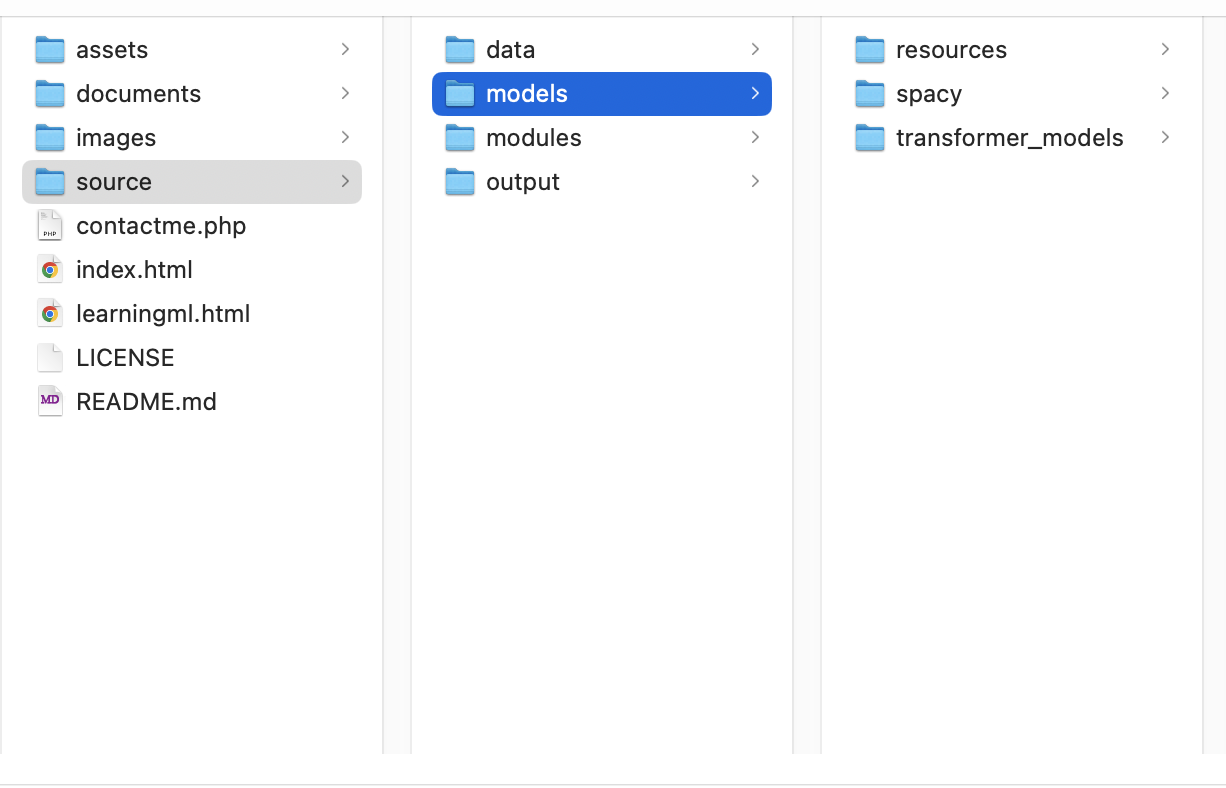 assets
documents
images
source
contactme.php
index.html
learningml.html
LICENSE
README.md
data
models
modules
output
resources
spacy
transformer_models
PHP
MD